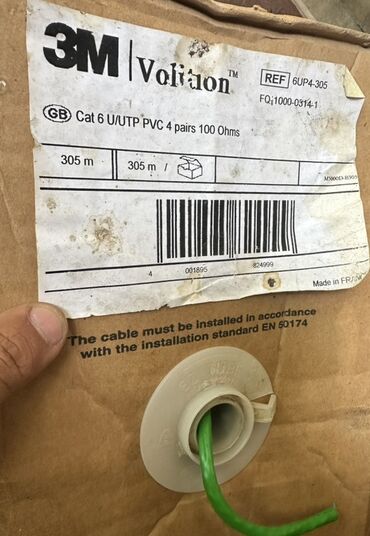 3M | Volition™
REF 6UP4-305
FQ-1000-0314-1
GB Cat 6 U/UTP PVC 4 pairs 100 Ohms
305 m 305 m /
4 001895 824999
Made in FRANCE
The cable must be installed in accordance
with the installation standard EN 50174